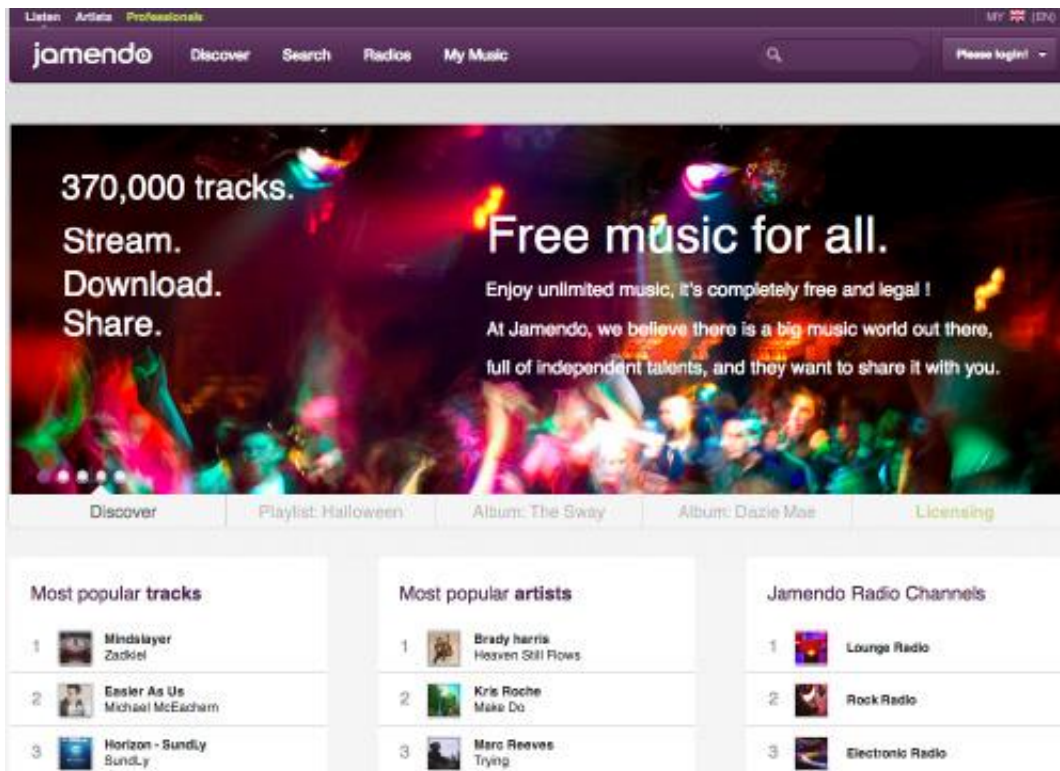 Listen Artists Professionals
MY (EN)
jamendo Discover Search Radios My Music
Please login!
370,000 tracks.
Stream.
Download.
Share.
Free music for all.
Enjoy unlimited music, it's completely free and legal !
At Jamendo, we believe there is a big music world out there,
full of independent talents, and they want to share it with you.
Discover Playlist: Halloween Album: The Sway Album: Dazie Mae Licensing
Most popular tracks
1 Mindslayer
Zadkiel
2 Easier As Us
Michael McEachern
3 Horizon - SundLy
SundLy
Most popular artists
1 Brady harris
Heaven Still Flows
2 Kris Roche
Make Do
3 Marc Reeves
Trying
Jamendo Radio Channels
1 Lounge Radio
2 Rock Radio
3 Electronic Radio